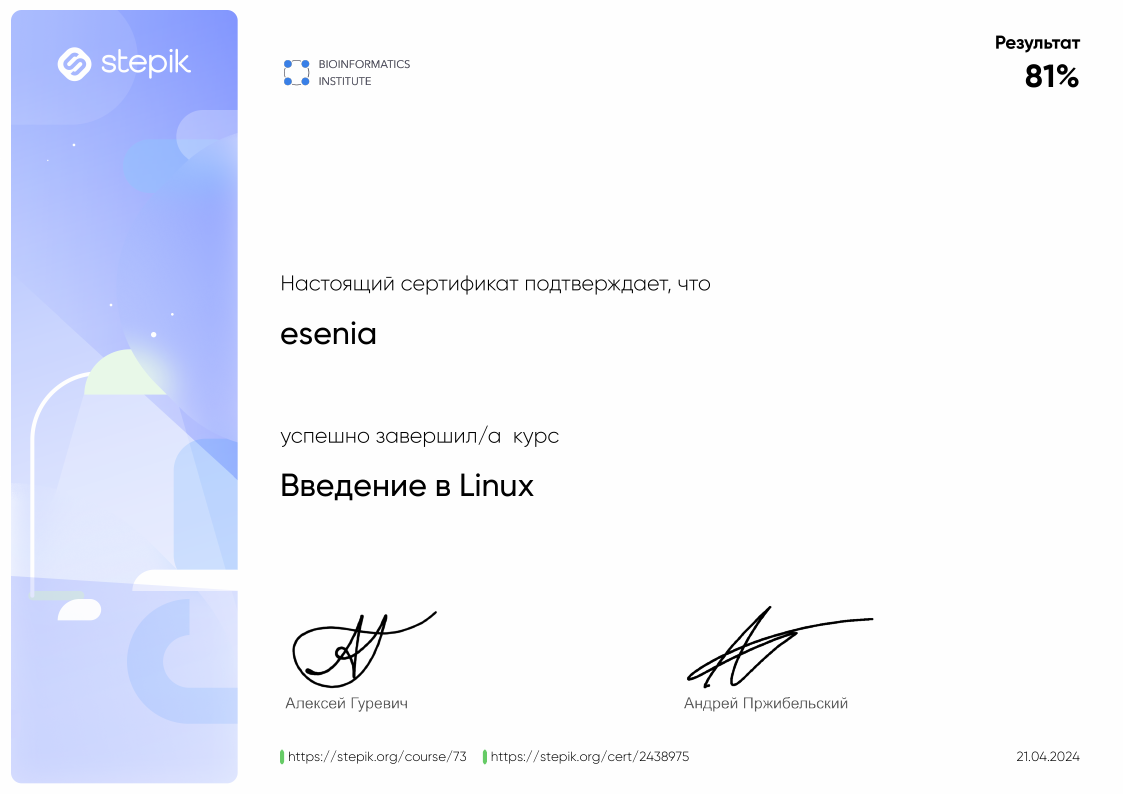 stepik
BIOINFORMATICS
INSTITUTE
Результат
81%
Настоящий сертификат подтверждает, что
esenia
успешно завершил/а курс
Введение в Linux
Алексей Гуревич
Андрей Пржибельский
https://stepik.org/course/73
https://stepik.org/cert/2438975
21.04.2024